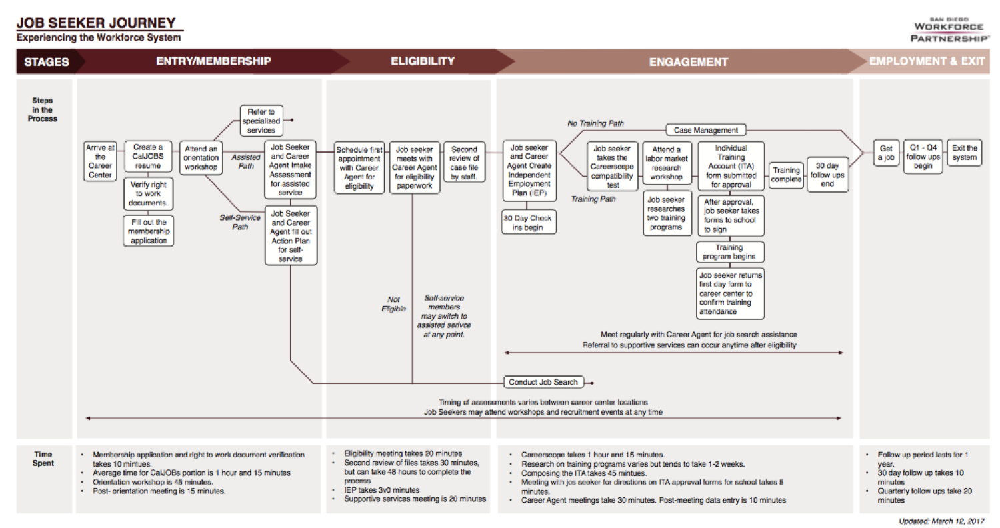 JOB SEEKER JOURNEY
Experiencing the Workforce System
SAN DIEGO
WORKFORCE
PARTNERSHIP
STAGES
ENTRY/MEMBERSHIP
ELIGIBILITY
ENGAGEMENT
EMPLOYMENT & EXIT
Steps
in the
Process
Arrive at
the
Career
Center
Create a
CalJOBS
resume
Verify right
to work
documents.
Fill out the
membership
application
Attend an
orientation
workshop
Refer to
specialized
services
Assisted
Path
Job Seeker
and Career
Agent Intake
Assessment
for assisted
service
Self-Service
Path
Job Seeker
and Career
Agent fill out
Action Plan
for self-
service
Schedule first
appointment
with Career
Agent for
eligibility
Job seeker
meets with
Career Agent
for eligibility
paperwork
Second
review of
case file
by staff.
Not
Eligible
Self-service
members
may switch to
assisted serivce
at any point.
Job seeker
and Career
Agent Create
Independent
Employment
Plan (IEP)
30 Day Check
ins begin
No Training Path
Case Management
Training Path
Job seeker
takes the
Careerscope
compatibility
test
Attend a
labor market
research
workshop
Job seeker
researches
two training
programs
Individual
Training
Account (ITA)
form submitted
for approval
After approval,
job seeker takes
forms to school
to sign
Training
program begins
Job seeker returns
first day form to
career center to
confirm training
attendance
Training
complete
30 day
follow ups
end
Get
a job
Q1 - Q4
follow ups
begin
Exit the
system
Meet regularly with Career Agent for job search assistance
Referral to supportive services can occur anytime after eligibility
Conduct Job Search
Timing of assessments varies between career center locations
Job Seekers may attend workshops and recruitment events at any time
Time
Spent
• Membership application and right to work document verification
takes 10 mintues.
• Average time for CalJOBs portion is 1 hour and 15 minutes
• Orientation workshop is 45 minutes.
• Post- orientation meeting is 15 minutes.
• Eligibility meeting takes 20 minutes
• Second review of files takes 30 minutes,
but can take 48 hours to complete the
process
• IEP takes 3v0 minutes
• Supportive services meeting is 20 minutes
• Careerscope takes 1 hour and 15 minutes.
• Research on training programs varies but tends to take 1-2 weeks.
• Composing the ITA takes 45 mintues.
• Meeting with jos seeker for directions on ITA approval forms for school takes 5
minutes.
• Career Agent meetings take 30 minutes. Post-meeting data entry is 10 minutes
• Follow up period lasts for 1
year.
• 30 day follow up takes 10
minutes
• Quarterly follow ups take 20
minutes
Updated: March 12, 2017